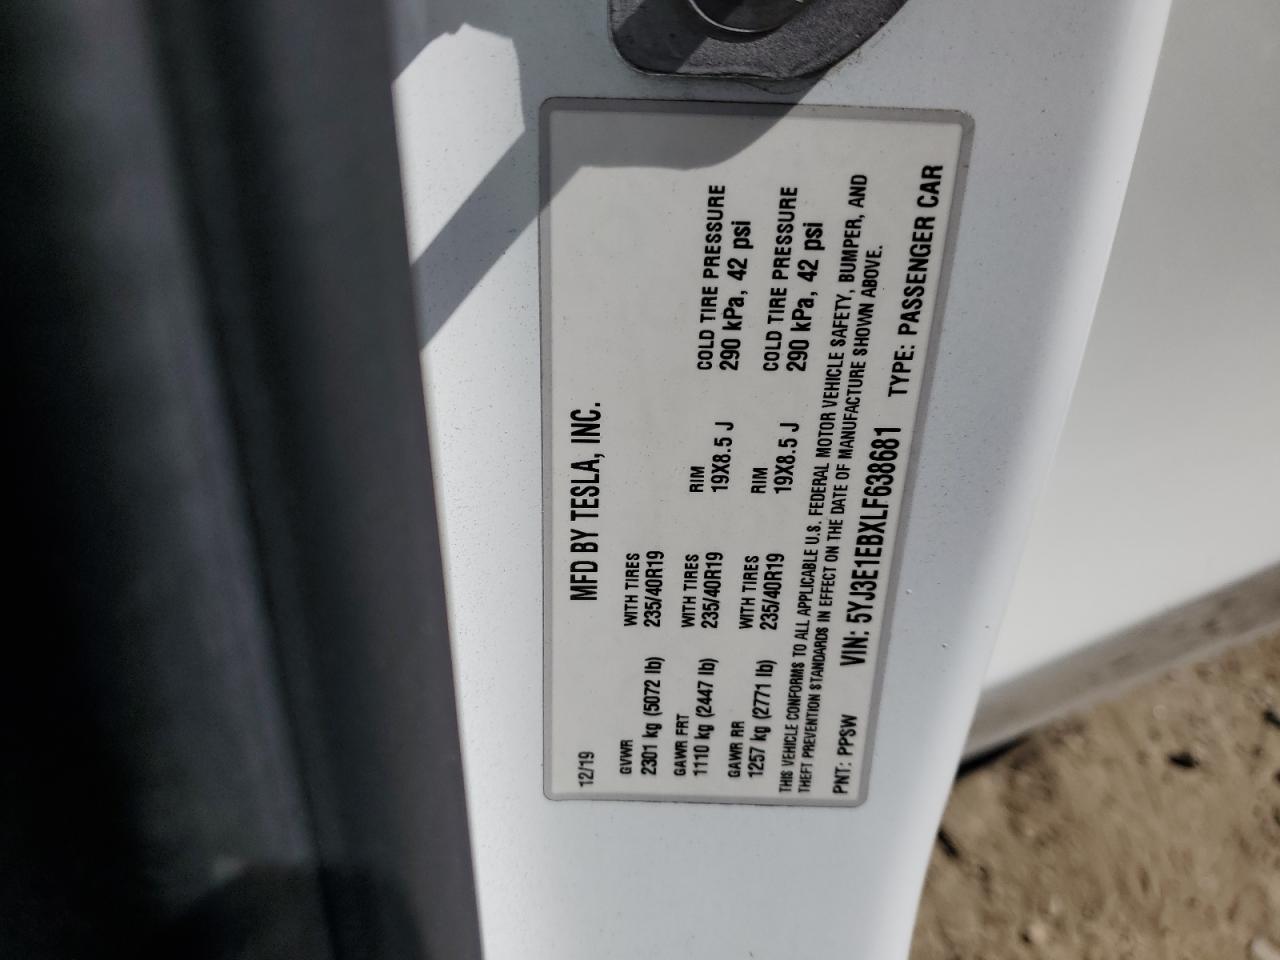 MFD BY TESLA, INC.
12/19
GVWR WITH TIRES
2301 kg (5072 lb) 235/40R19
GAWR FRT WITH TIRES RIM COLD TIRE PRESSURE
1110 kg (2447 lb) 235/40R19 19X8.5 J 290 kPa, 42 psi
GAWR RR WITH TIRES RIM COLD TIRE PRESSURE
1257 kg (2771 lb) 235/40R19 19X8.5 J 290 kPa, 42 psi
THIS VEHICLE CONFORMS TO ALL APPLICABLE U.S. FEDERAL MOTOR VEHICLE SAFETY, BUMPER, AND
THEFT PREVENTION STANDARDS IN EFFECT ON THE DATE OF MANUFACTURE SHOWN ABOVE.
PNT: PPSW VIN: 5YJ3E1EBXLF638681 TYPE: PASSENGER CAR